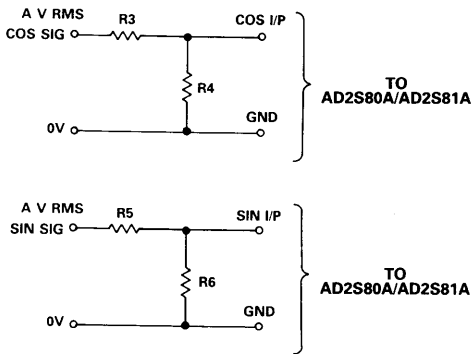 A V RMS
COS SIG
R3
COS I/P
R4
0V
GND
TO
AD2S80A/AD2S81A
A V RMS
SIN SIG
R5
SIN I/P
R6
0V
GND
TO
AD2S80A/AD2S81A